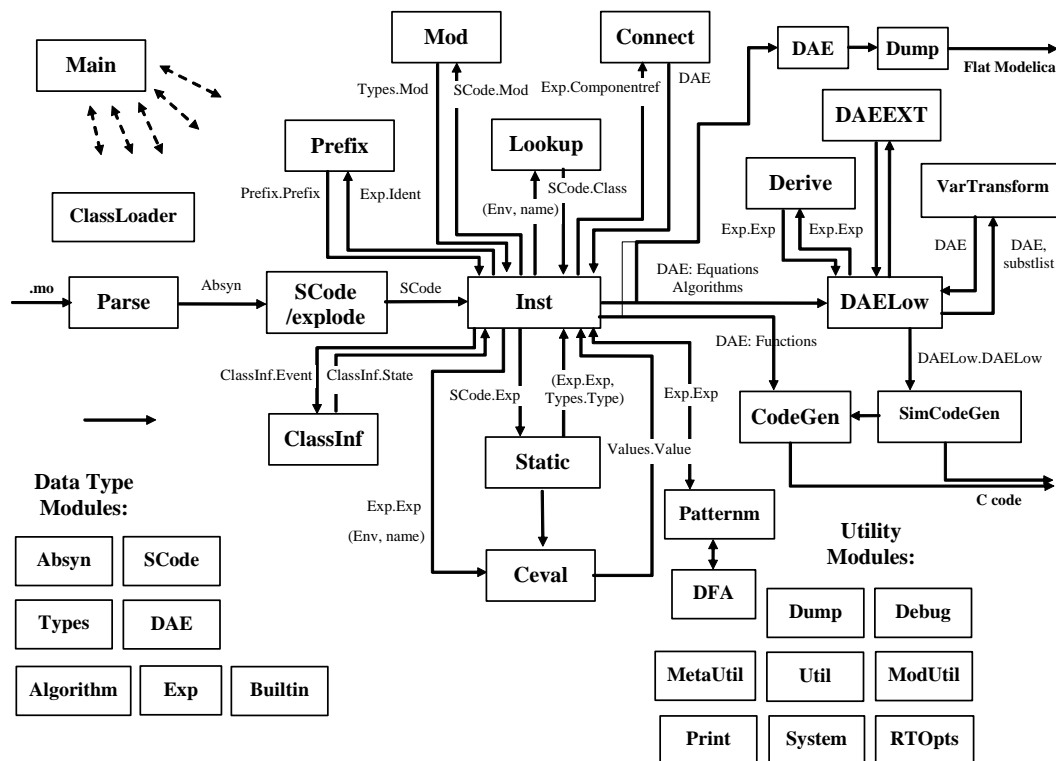 Main
Mod
Connect
DAE
Dump
Flat Modelica
Types.Mod
SCode.Mod
Exp.Componentref
DAE
DAEEXT
Prefix
Lookup
Derive
VarTransform
Prefix.Prefix
Exp.Ident
SCode.Class
(Env, name)
ClassLoader
Exp.Exp
Exp.Exp
DAE
DAE,
substlist
.mo
Parse
Absyn
SCode
/explode
SCode
Inst
DAE: Equations
Algorithms
DAELow
DAE: Functions
DAELow.DAELow
ClassInf.Event
ClassInf.State
SCode.Exp
(Exp.Exp,
Types.Type)
Exp.Exp
ClassInf
CodeGen
SimCodeGen
Static
Values.Value
C code
Data Type
Modules:
Exp.Exp
(Env, name)
Patternm
Utility
Modules:
Ceval
DFA
Absyn
SCode
Types
DAE
Algorithm
Exp
Builtin
Dump
Debug
MetaUtil
Util
ModUtil
Print
System
RTOpts